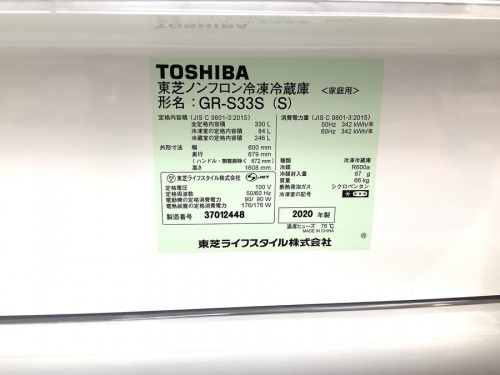 TOSHIBA
東芝ノンフロン冷凍冷蔵庫 <家庭用>
形名：GR-S33S (S)
定格内容積 (JIS C 9801-3:2015)
全定格内容積 330 L
冷凍室の定格内容積 84 L
冷蔵室の定格内容積 246 L
外形寸法 幅 600 mm
奥行 679 mm
(ハンドル・調整脚除く 672 mm)
高さ 1608 mm
東芝ライフスタイル株式会社 JET
定格電圧 100 V
定格周波数 50/60 Hz
電動機の定格消費電力 90/ 90 W
電熱装置の定格消費電力 176/176 W
製造番号 37012448
消費電力量 (JIS C 9801-3:2015)
50Hz 342 kWh/年
60Hz 342 kWh/年
種類 冷凍冷蔵庫
冷媒 R600a
冷媒封入量 67 g
質量 66 kg
断熱発泡ガス シクロペンタン
冷凍室の記号
2020 年製
温度ヒューズ 76℃
MADE IN CHINA
東芝ライフスタイル株式会社